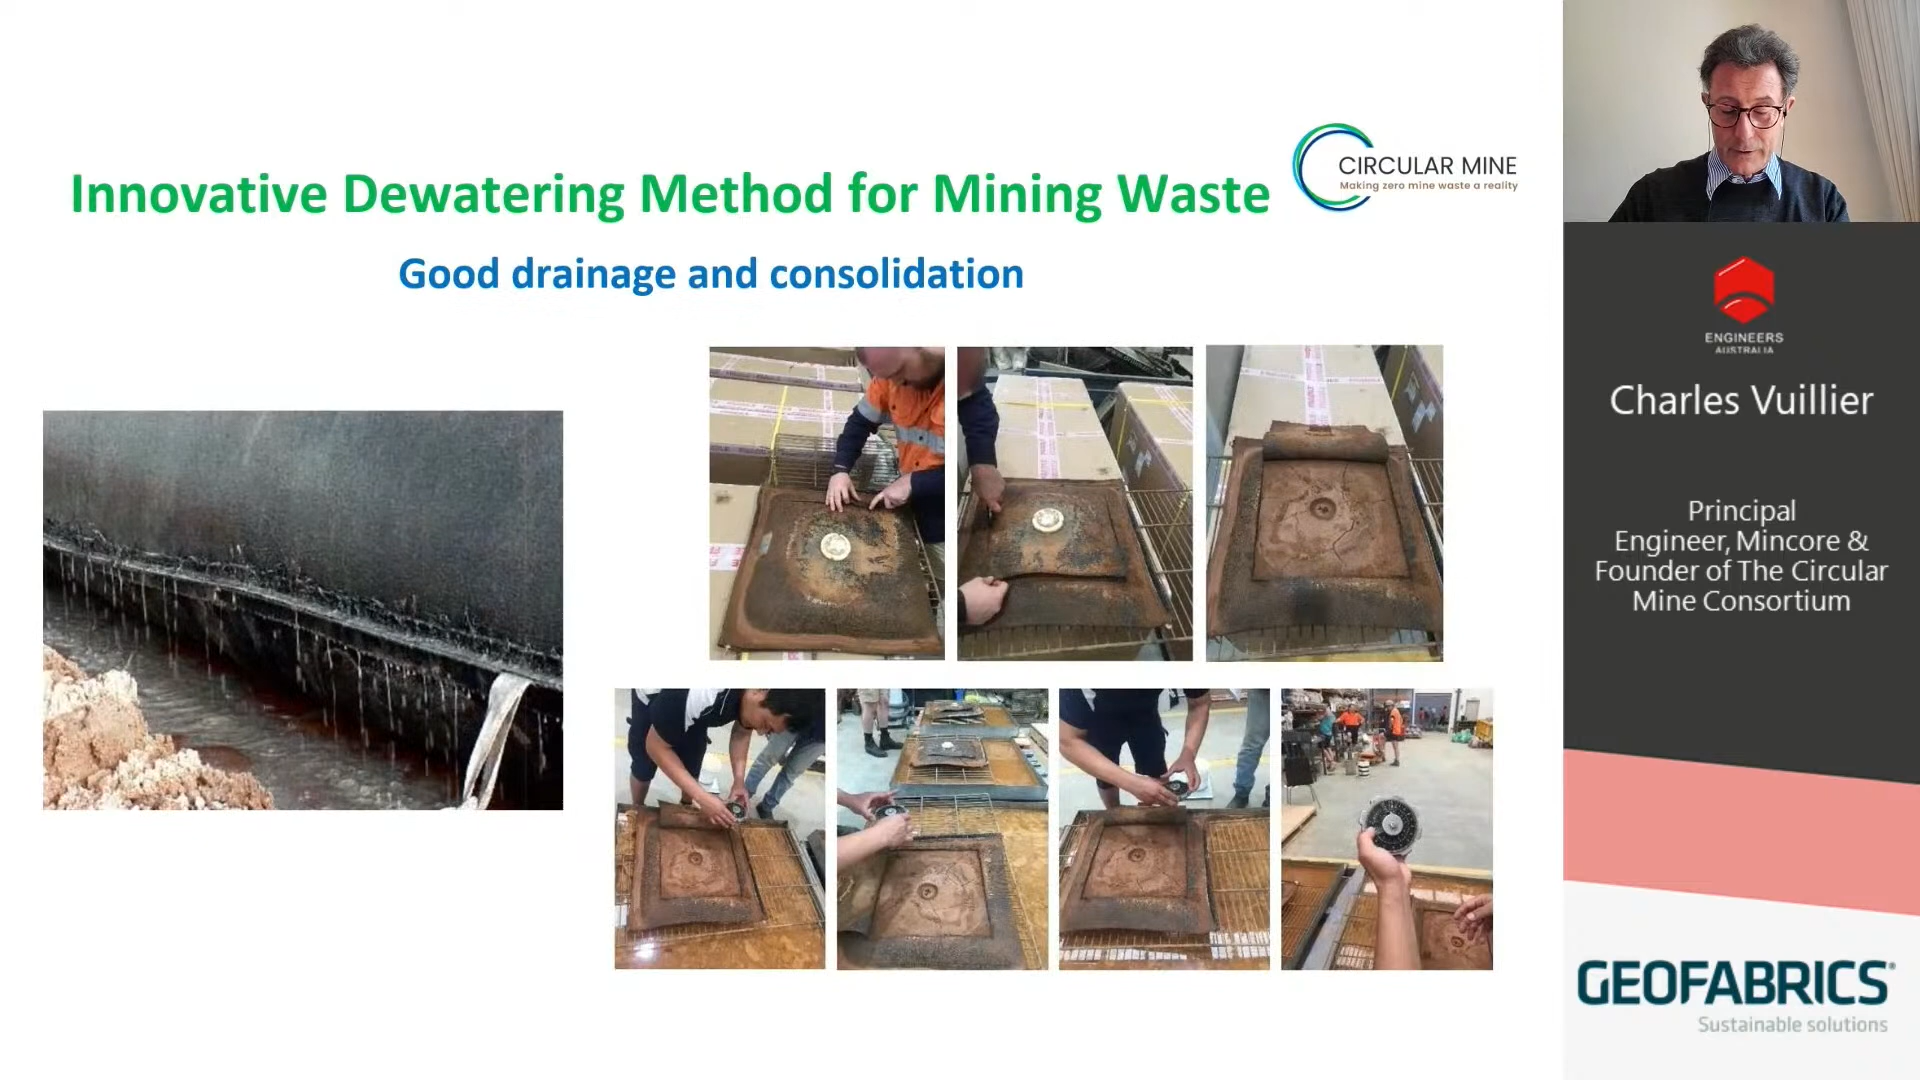 Innovative Dewatering Method for Mining Waste
CIRCULAR MINE
Making zero mine waste a reality
Good drainage and consolidation
ENGINEERS
AUSTRALIA
Charles Vuillier
Principal
Engineer, Mincore &
Founder of The Circular
Mine Consortium
GEOFABRICS®
Sustainable solutions